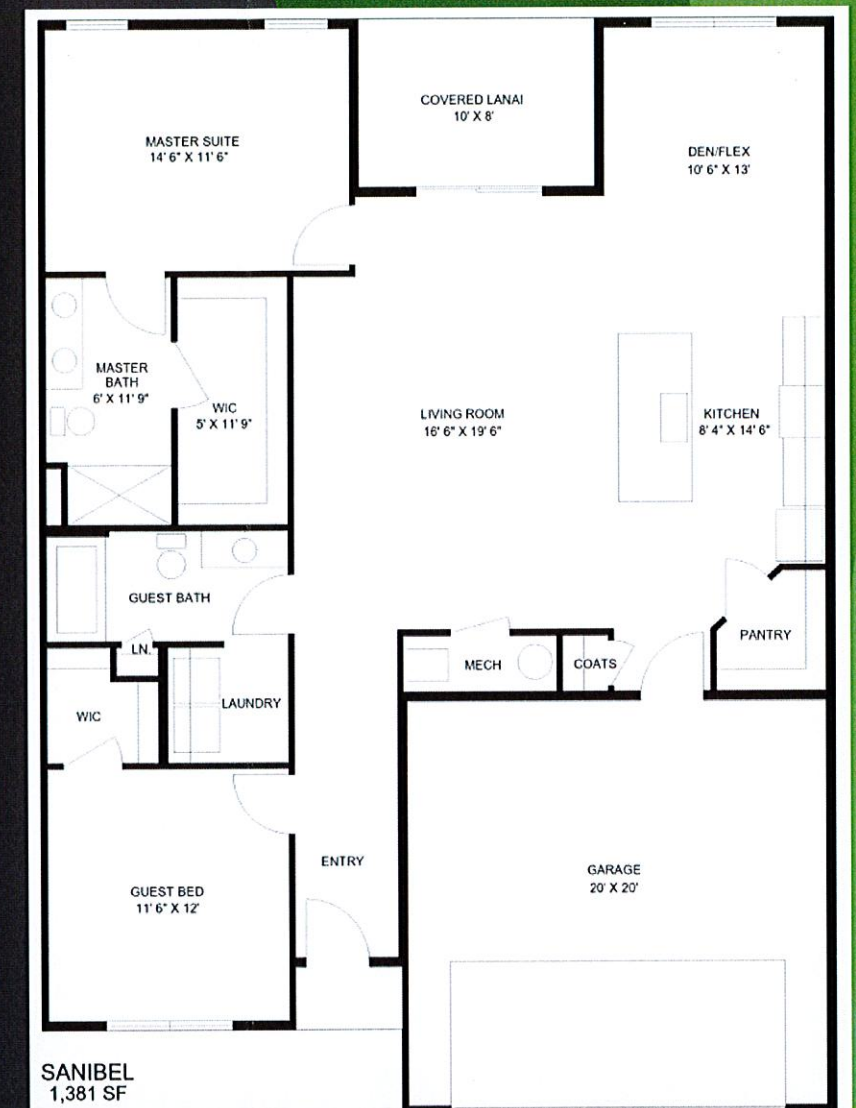 COVERED LANAI
10' X 8'
MASTER SUITE
14' 6" X 11' 6"
DEN/FLEX
10' 6" X 13'
MASTER
BATH
6' X 11' 9"
WIC
5' X 11' 9"
LIVING ROOM
16' 6" X 19' 6"
KITCHEN
8' 4" X 14' 6"
GUEST BATH
LN.
MECH
COATS
PANTRY
WIC
LAUNDRY
ENTRY
GUEST BED
11' 6" X 12'
GARAGE
20' X 20'
SANIBEL
1,381 SF